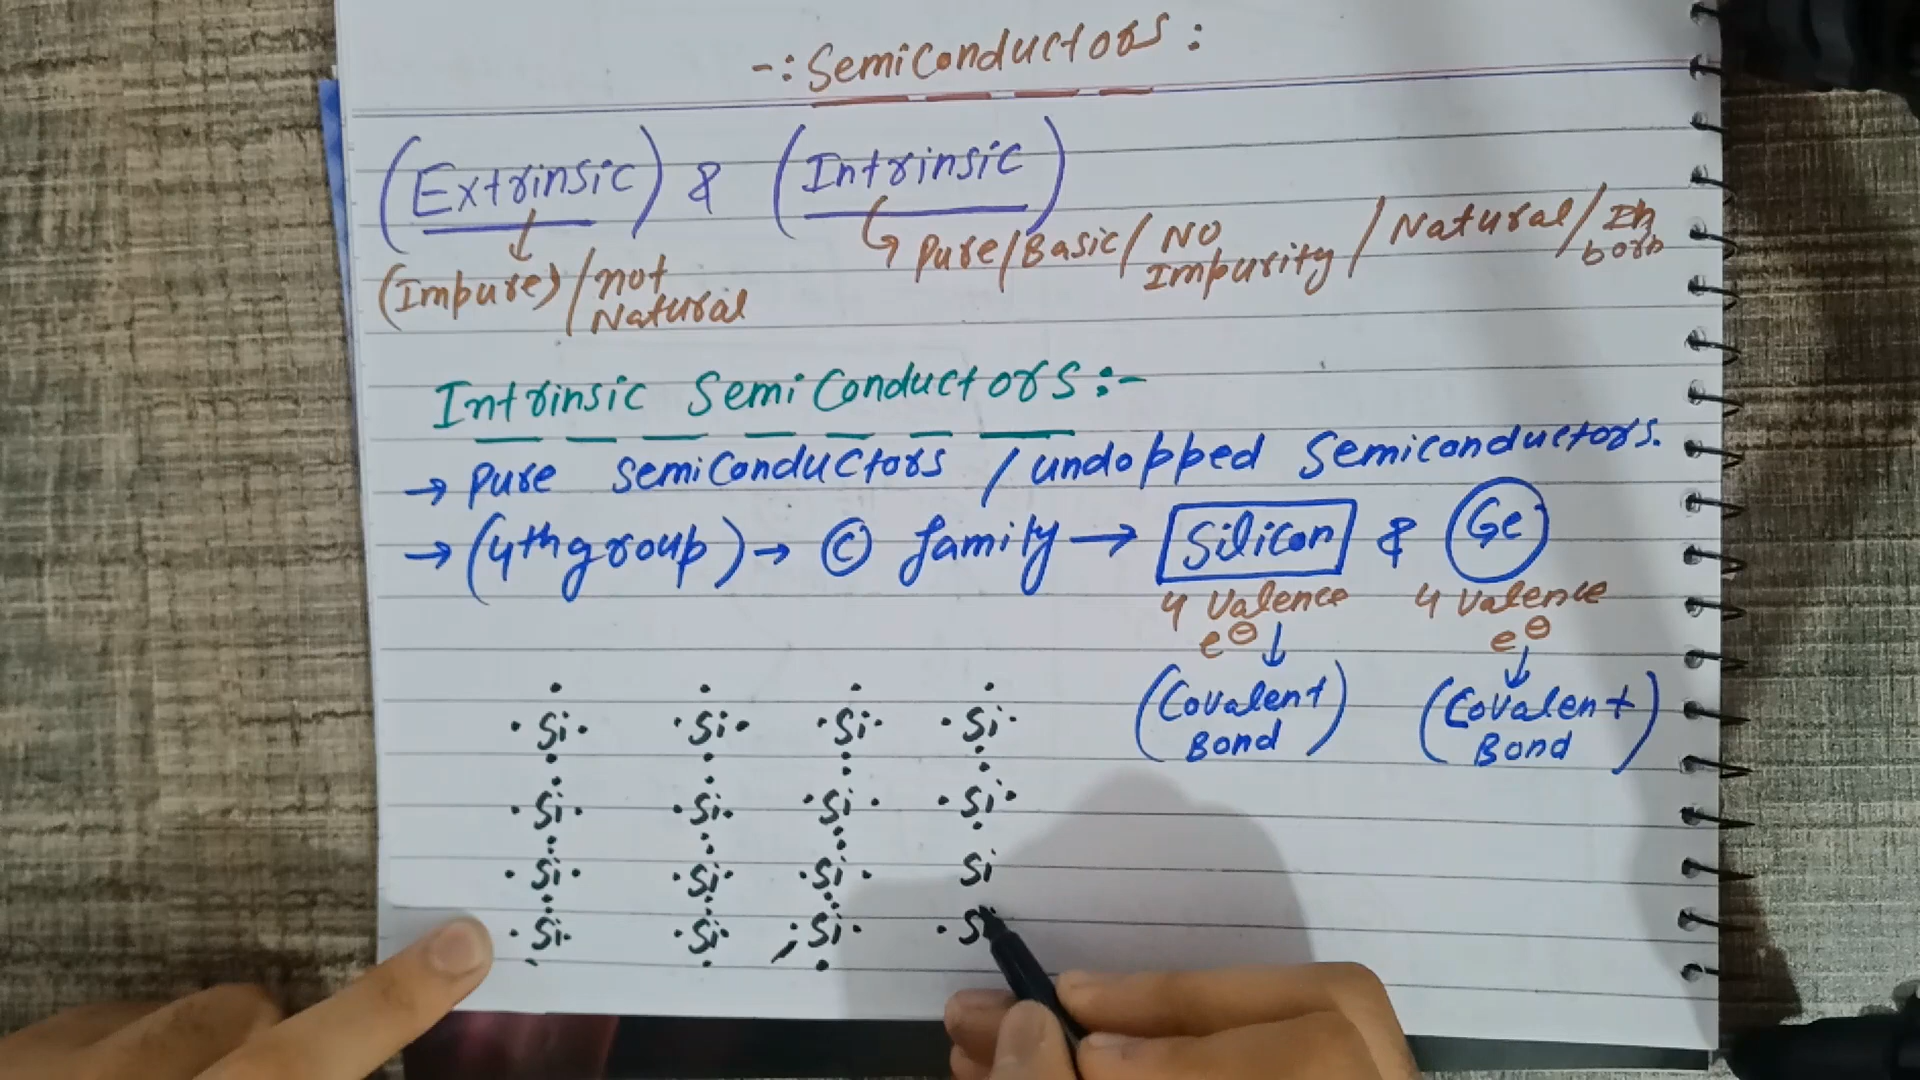 -: Semiconductors:
(Extrinsic) & (Intrinsic)
(Impure) / not Natural
Pure / Basic / No Impurity / Natural / In born
Intrinsic Semiconductors:-
→ Pure semiconductors / undopped semiconductors.
→ (4th group) → © family → Silicon & Ge
4 Valence e⊖ ↓ 4 Valence e⊖ ↓
(Covalent Bond) (Covalent Bond)
·Si· ·Si· ·Si· ·Si·
·Si· ·Si· ·Si· ·Si·
·Si· ·Si· ·Si· Si
·Si· ·Si· ·Si· ·Si